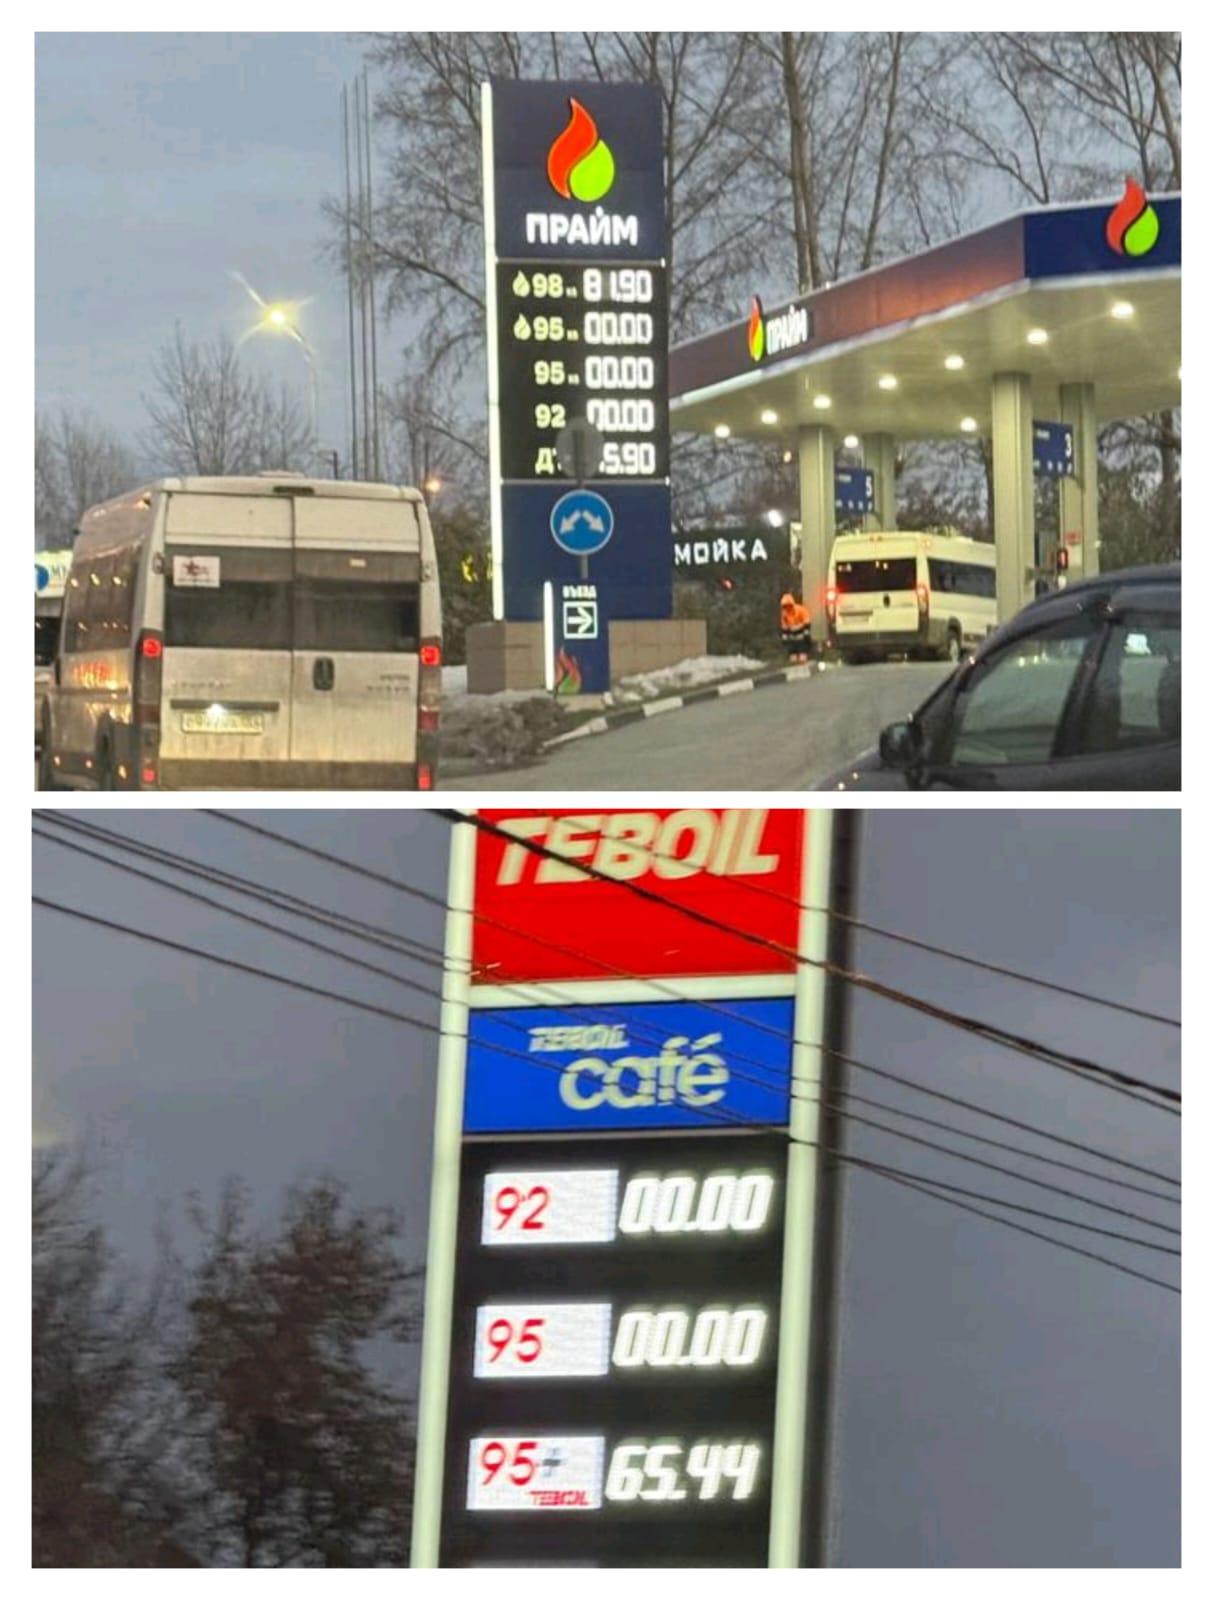 ПРАЙМ
98 81.90
95 00.00
95 00.00
92 00.00
5.90
ПРАЙМ
3
5
МОЙКА
ВЪЕЗД
TEBOIL
TEBOIL
café
92 00.00
95 00.00
95+ 65.44
TEBOIL